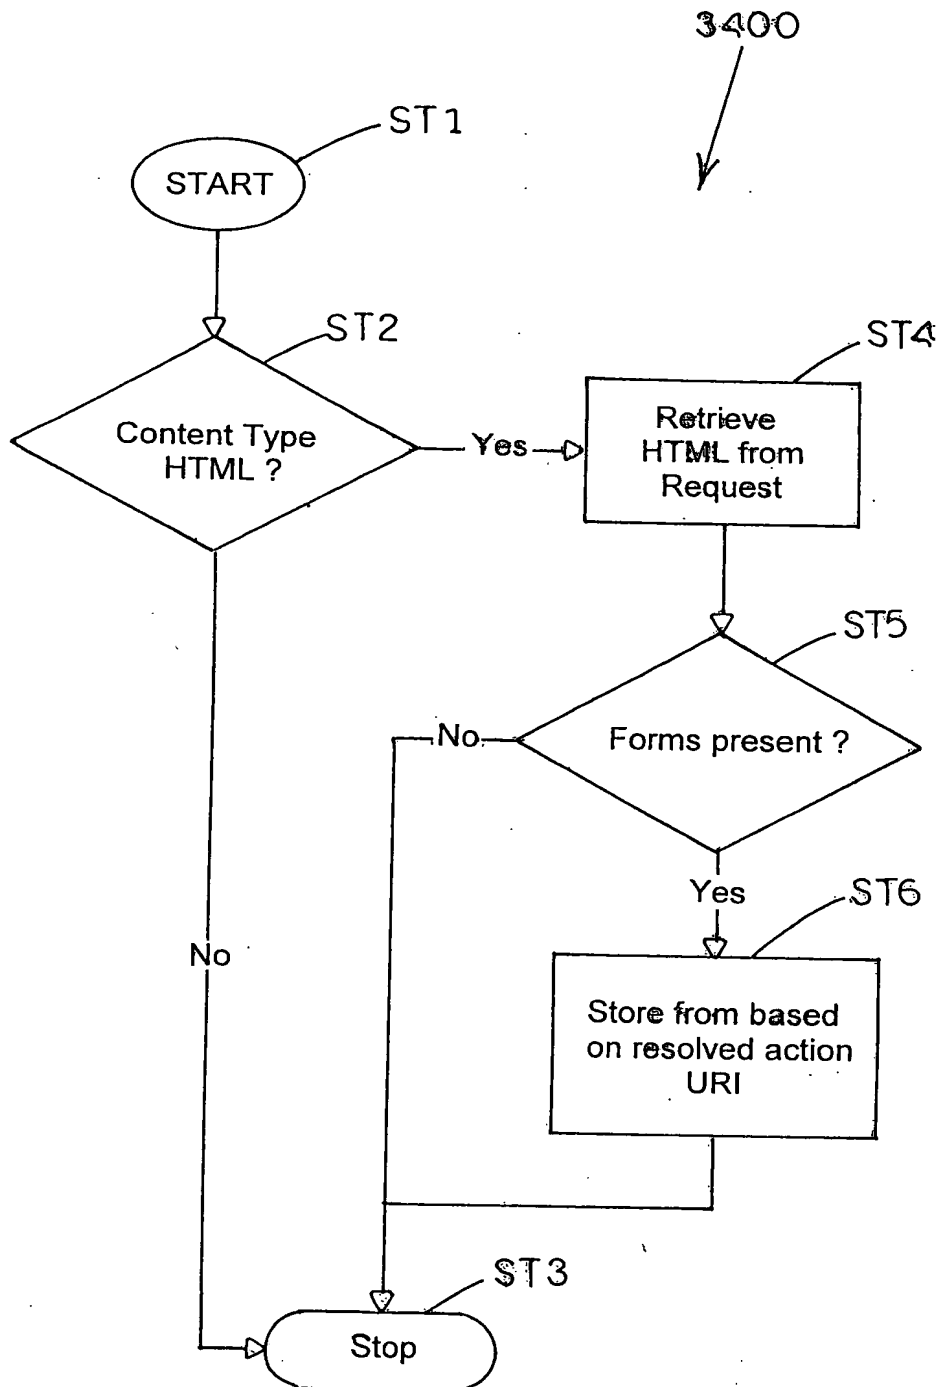 3400
ST1
START
ST2
Content Type
HTML ?
Yes
ST4
Retrieve
HTML from
Request
ST5
Forms present ?
No
Yes
ST6
Store from based
on resolved action
URI
No
ST3
Stop